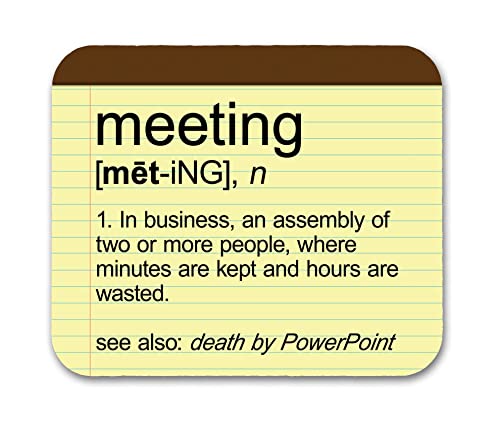 meeting
[mēt-iNG], n
1. In business, an assembly of
two or more people, where
minutes are kept and hours are
wasted.
see also: death by PowerPoint